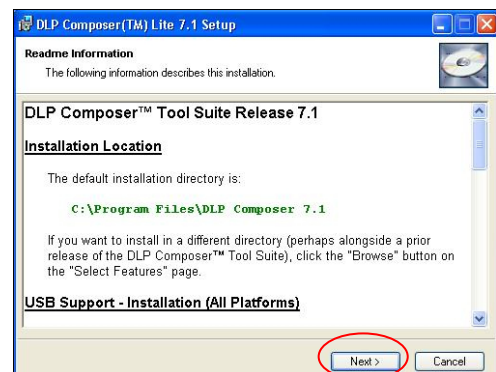 DLP Composer(TM) Lite 7.1 Setup
Readme Information
The following information describes this installation.
DLP Composer™ Tool Suite Release 7.1
Installation Location
The default installation directory is:
C:\Program Files\DLP Composer 7.1
If you want to install in a different directory (perhaps alongside a prior
release of the DLP Composer™ Tool Suite), click the "Browse" button on
the "Select Features" page.
USB Support - Installation (All Platforms)
Next >
Cancel